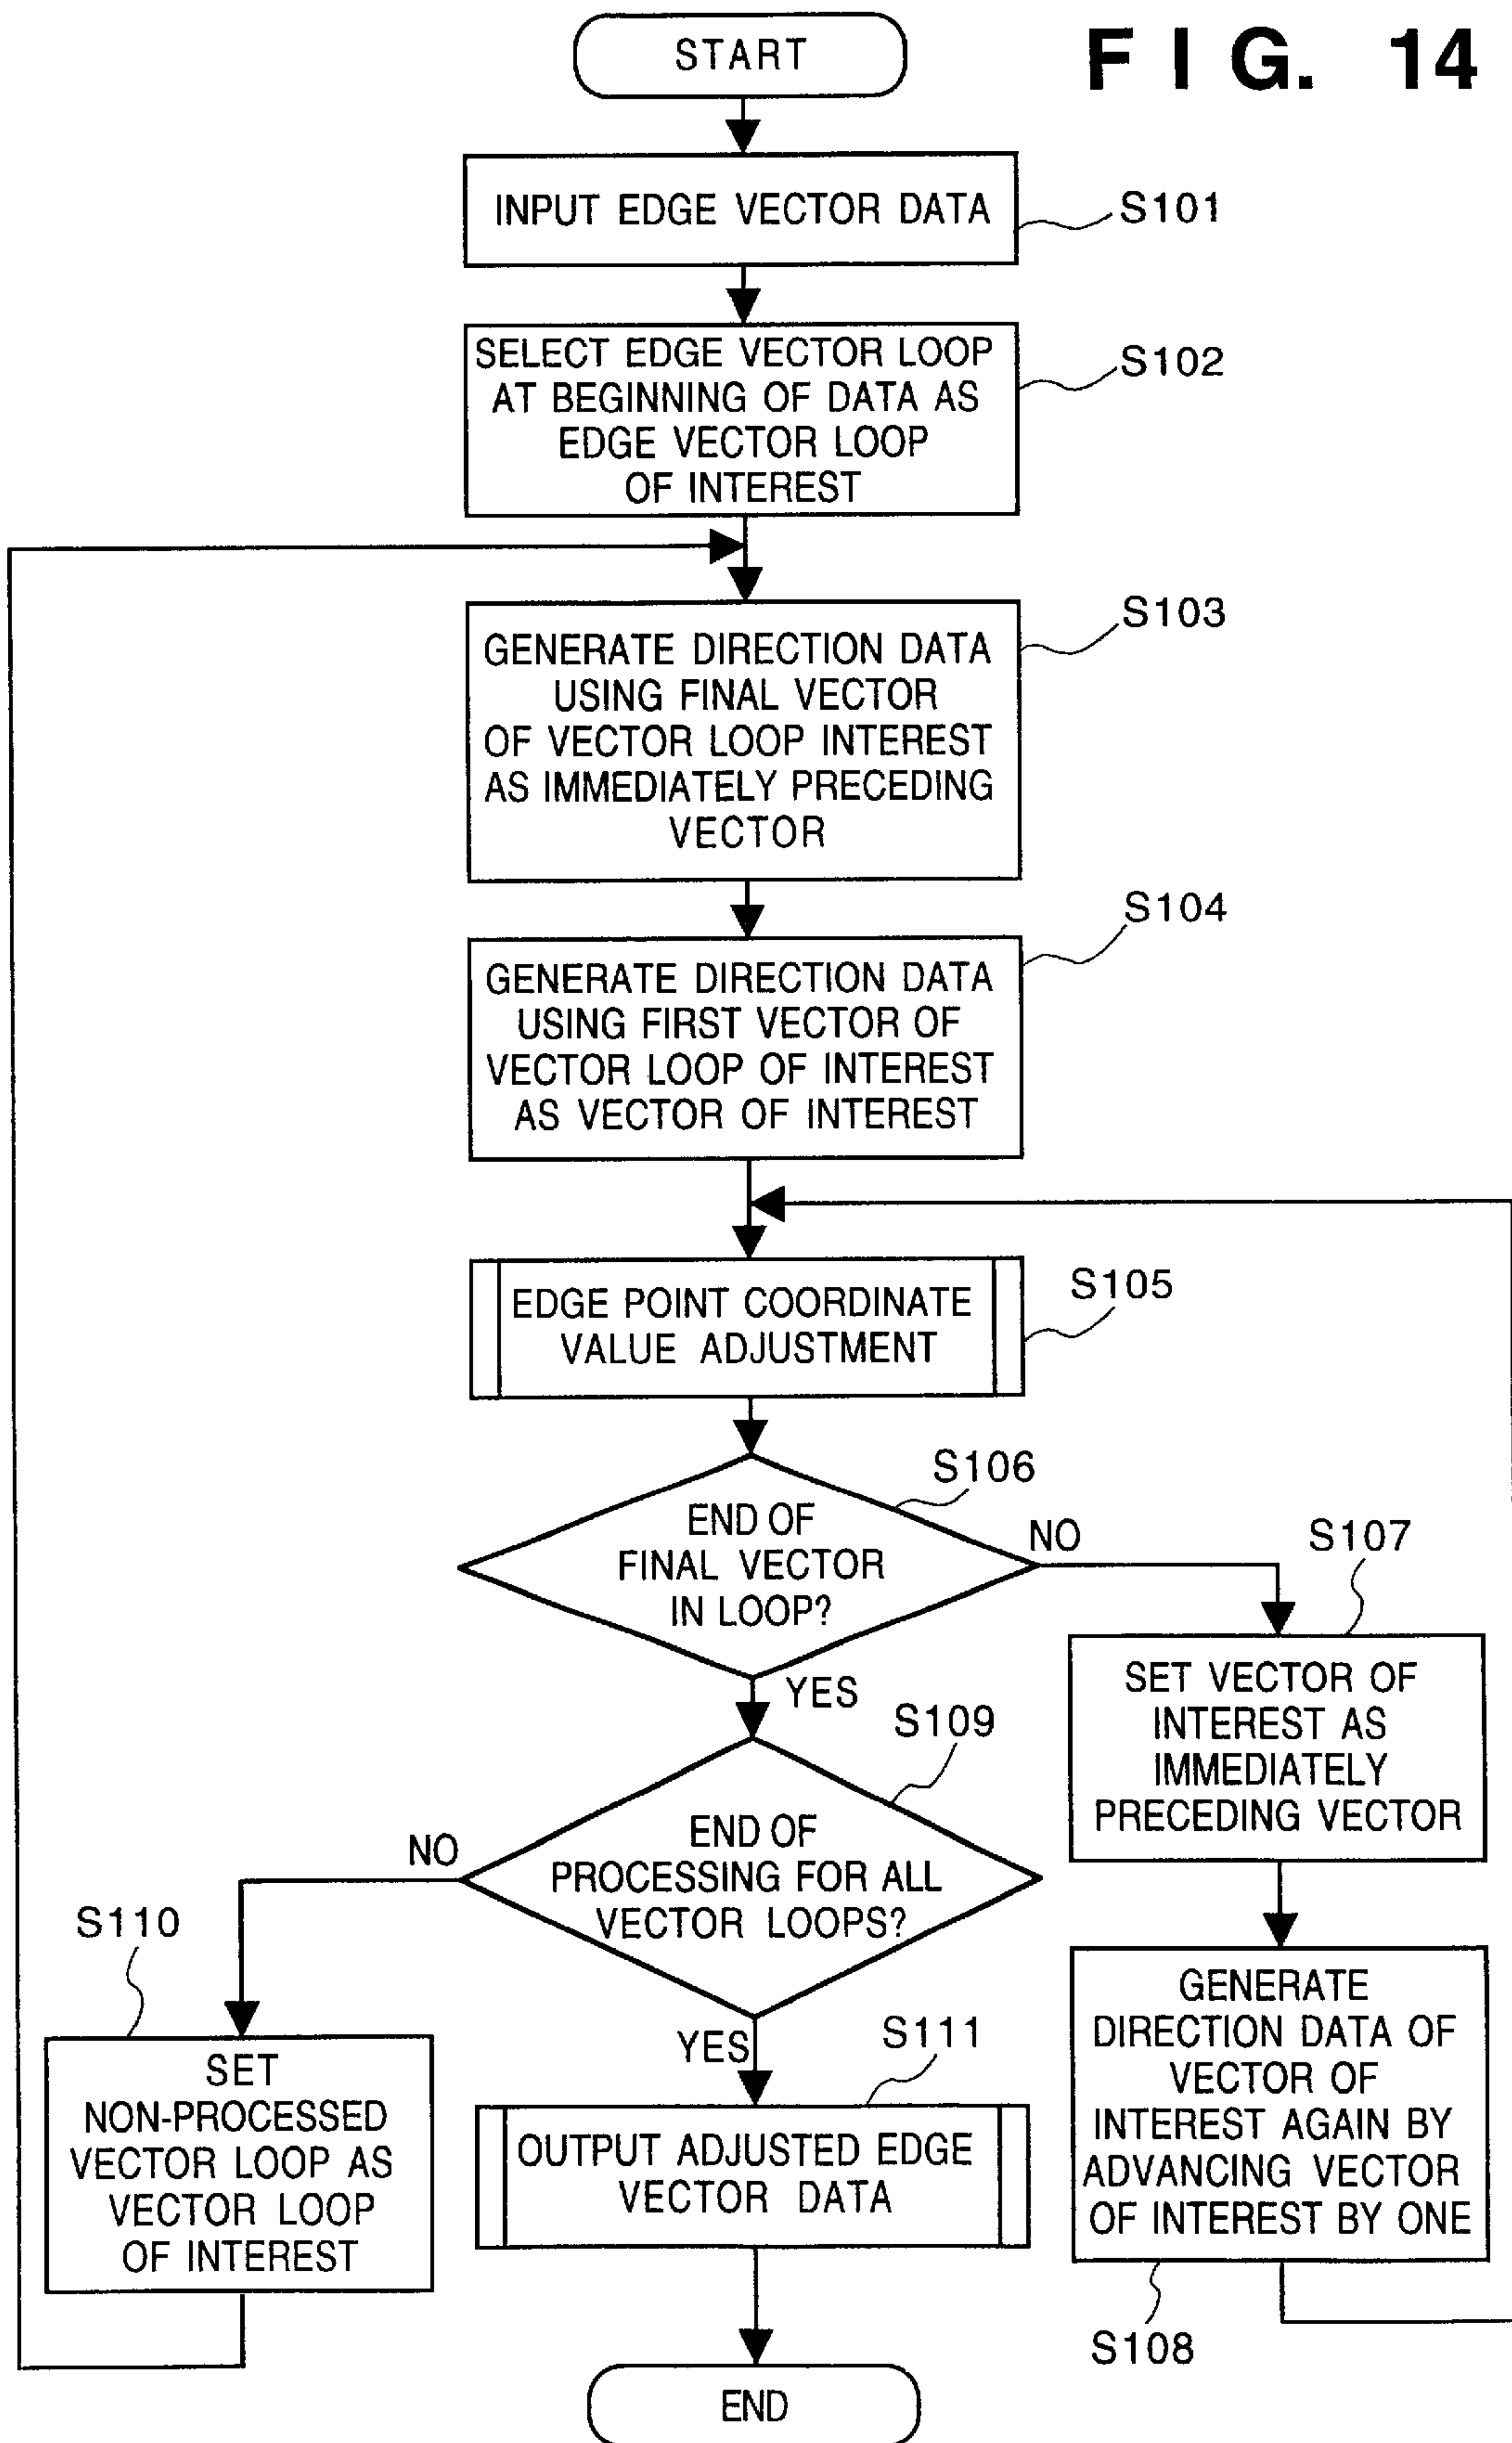 START
F I G. 14
INPUT EDGE VECTOR DATA
S101
SELECT EDGE VECTOR LOOP
AT BEGINNING OF DATA AS
EDGE VECTOR LOOP
OF INTEREST
S102
GENERATE DIRECTION DATA
USING FINAL VECTOR
OF VECTOR LOOP INTEREST
AS IMMEDIATELY PRECEDING
VECTOR
S103
GENERATE DIRECTION DATA
USING FIRST VECTOR OF
VECTOR LOOP OF INTEREST
AS VECTOR OF INTEREST
S104
EDGE POINT COORDINATE
VALUE ADJUSTMENT
S105
END OF
FINAL VECTOR
IN LOOP?
S106
NO
YES
S107
SET VECTOR OF
INTEREST AS
IMMEDIATELY
PRECEDING VECTOR
GENERATE
DIRECTION DATA OF
VECTOR OF
INTEREST AGAIN BY
ADVANCING VECTOR
OF INTEREST BY ONE
S108
S109
END OF
PROCESSING FOR ALL
VECTOR LOOPS?
NO
YES
S110
SET
NON-PROCESSED
VECTOR LOOP AS
VECTOR LOOP
OF INTEREST
S111
OUTPUT ADJUSTED EDGE
VECTOR DATA
END